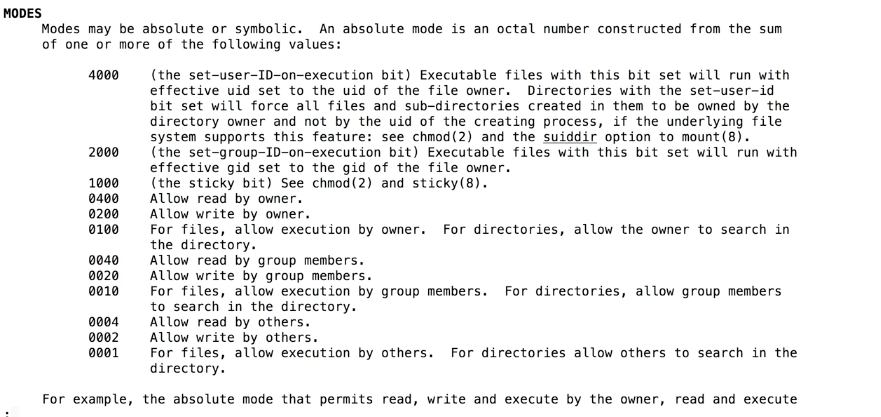 MODES
Modes may be absolute or symbolic. An absolute mode is an octal number constructed from the sum
of one or more of the following values:
4000 (the set-user-ID-on-execution bit) Executable files with this bit set will run with
effective uid set to the uid of the file owner. Directories with the set-user-id
bit set will force all files and sub-directories created in them to be owned by the
directory owner and not by the uid of the creating process, if the underlying file
system supports this feature: see chmod(2) and the suiddir option to mount(8).
2000 (the set-group-ID-on-execution bit) Executable files with this bit set will run with
effective gid set to the gid of the file owner.
1000 (the sticky bit) See chmod(2) and sticky(8).
0400 Allow read by owner.
0200 Allow write by owner.
0100 For files, allow execution by owner. For directories, allow the owner to search in
the directory.
0040 Allow read by group members.
0020 Allow write by group members.
0010 For files, allow execution by group members. For directories, allow group members
to search in the directory.
0004 Allow read by others.
0002 Allow write by others.
0001 For files, allow execution by others. For directories allow others to search in the
directory.
For example, the absolute mode that permits read, write and execute by the owner, read and execute
: